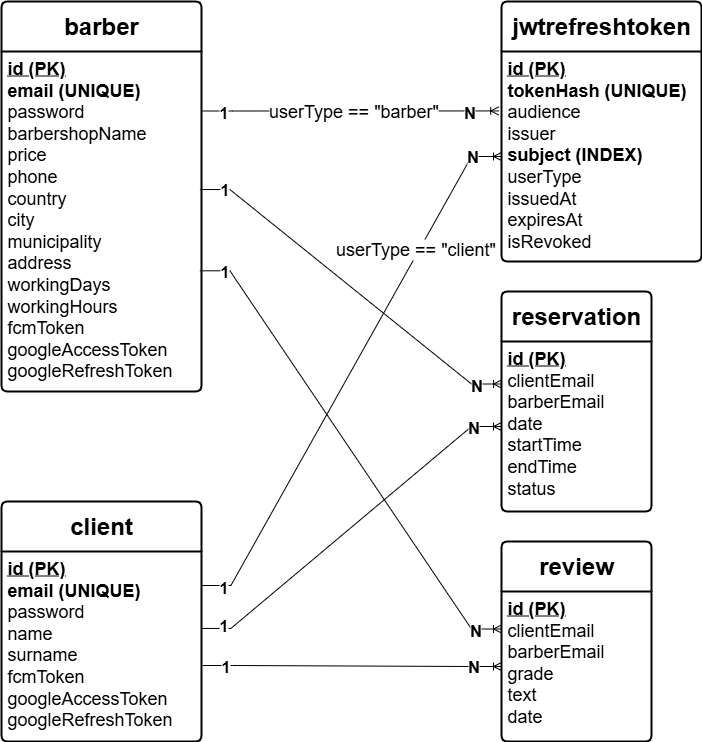 barber
id (PK)
email (UNIQUE)
password
barbershopName
price
phone
country
city
municipality
address
workingDays
workingHours
fcmToken
googleAccessToken
googleRefreshToken
jwtrefreshtoken
id (PK)
tokenHash (UNIQUE)
audience
issuer
subject (INDEX)
userType
issuedAt
expiresAt
isRevoked
1 userType == "barber" N
N
1
userType == "client"
1
reservation
id (PK)
clientEmail
barberEmail
date
startTime
endTime
status
N
N
client
id (PK)
email (UNIQUE)
password
name
surname
fcmToken
googleAccessToken
googleRefreshToken
1
1
1 N
N
review
id (PK)
clientEmail
barberEmail
grade
text
date